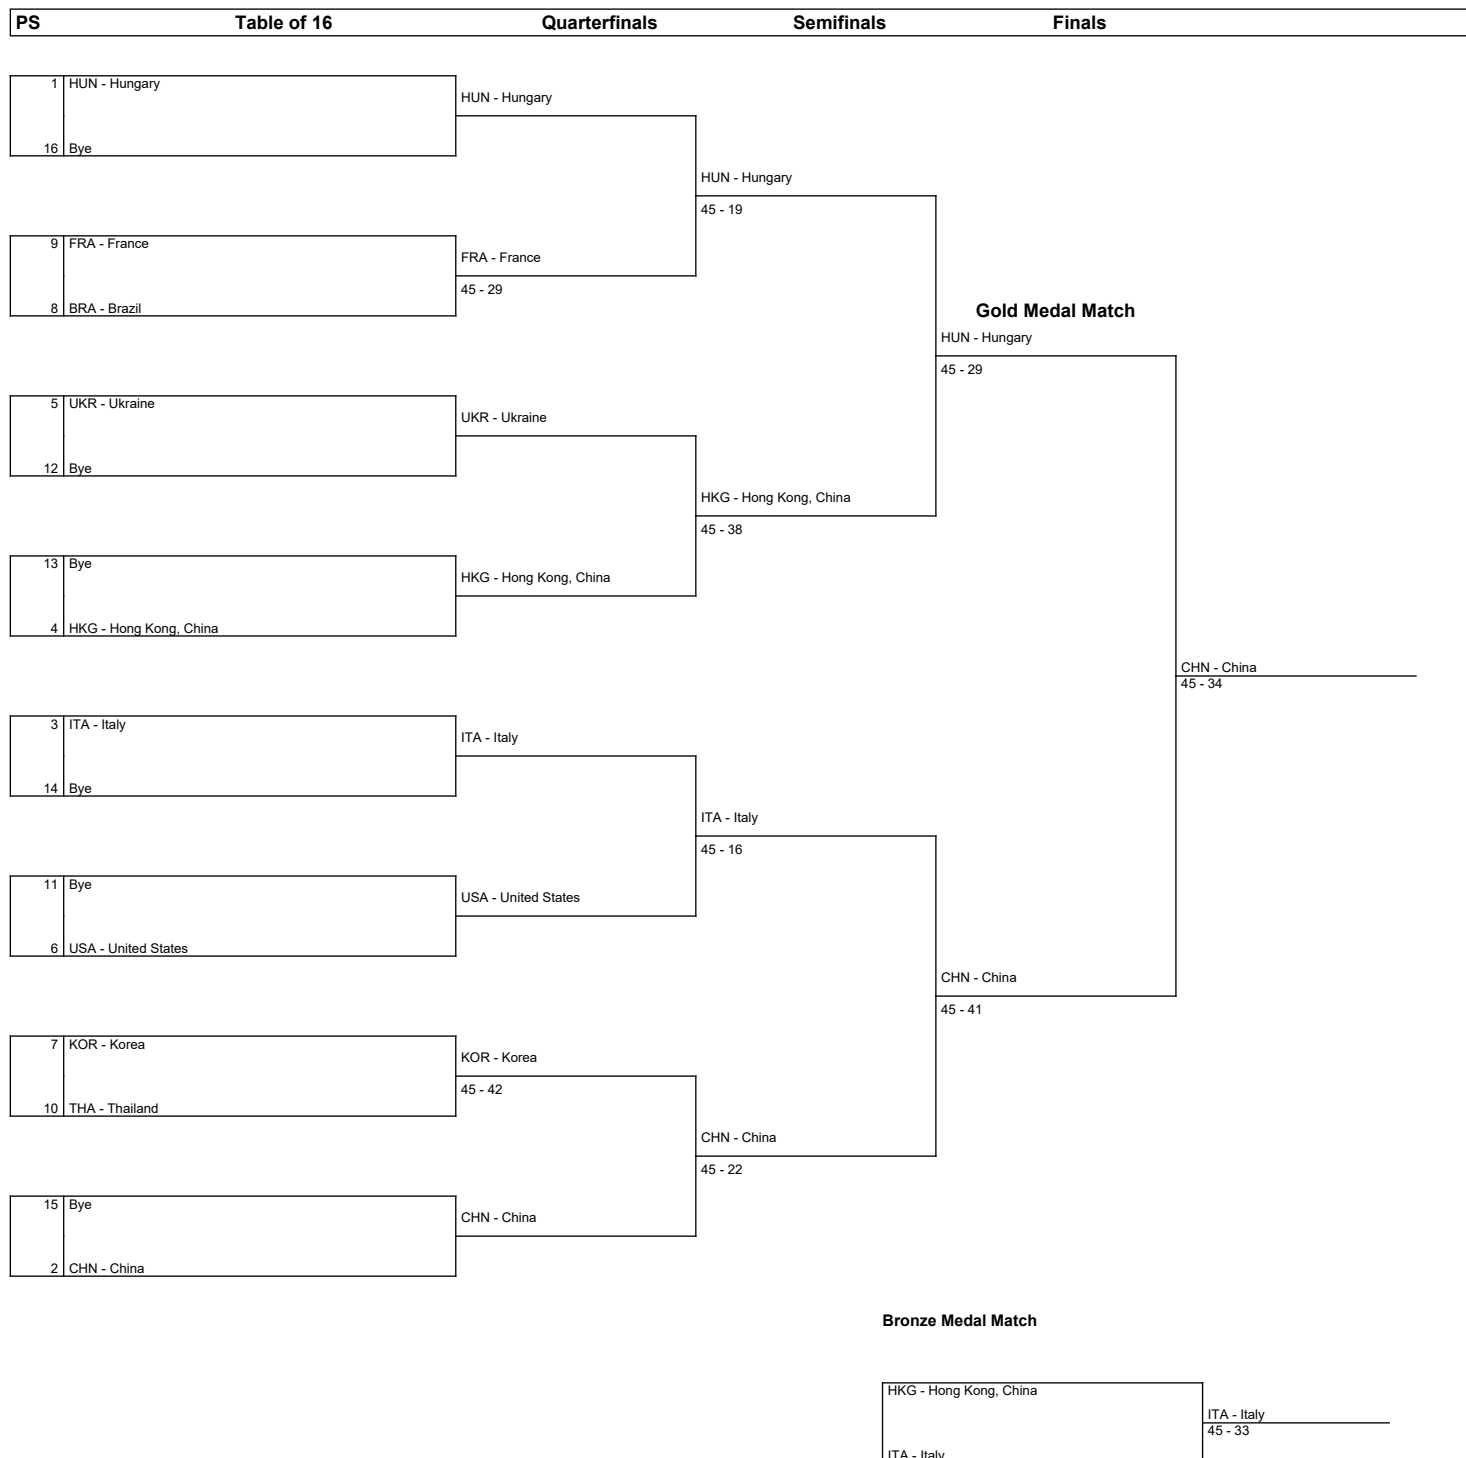 PS Table of 16 Quarterfinals Semifinals Finals
1 HUN - Hungary
HUN - Hungary
16 Bye
HUN - Hungary
45 - 19
9 FRA - France
FRA - France
45 - 29
8 BRA - Brazil
Gold Medal Match
HUN - Hungary
45 - 29
5 UKR - Ukraine
UKR - Ukraine
12 Bye
HKG - Hong Kong, China
45 - 38
13 Bye
HKG - Hong Kong, China
4 HKG - Hong Kong, China
CHN - China
45 - 34
3 ITA - Italy
ITA - Italy
14 Bye
ITA - Italy
45 - 16
11 Bye
USA - United States
6 USA - United States
CHN - China
45 - 41
7 KOR - Korea
KOR - Korea
45 - 42
10 THA - Thailand
CHN - China
45 - 22
15 Bye
CHN - China
2 CHN - China
Bronze Medal Match
HKG - Hong Kong, China
ITA - Italy
45 - 33
ITA - Italy